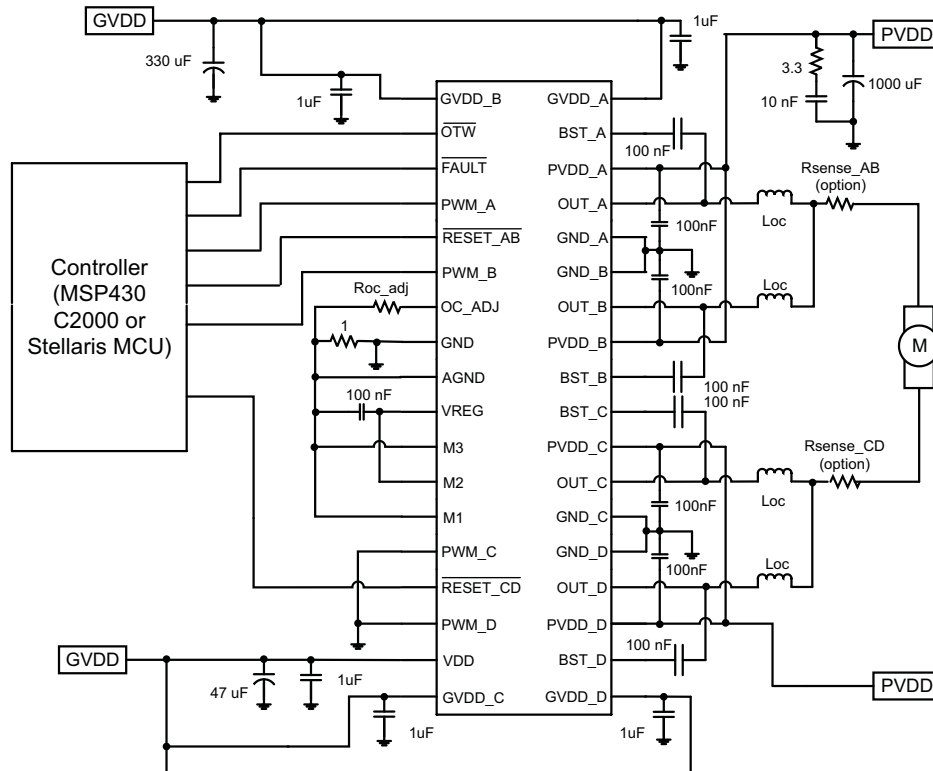 GVDD
330 uF
1uF
1uF
PVDD
3.3
10 nF
1000 uF
Controller
(MSP430
C2000 or
Stellaris MCU)
GVDD_B
OTW
FAULT
PWM_A
RESET_AB
PWM_B
OC_ADJ
GND
AGND
VREG
M3
M2
M1
PWM_C
RESET_CD
PWM_D
VDD
GVDD_C
GVDD_A
BST_A
PVDD_A
OUT_A
GND_A
GND_B
OUT_B
PVDD_B
BST_B
BST_C
PVDD_C
OUT_C
GND_C
GND_D
OUT_D
PVDD_D
BST_D
GVDD_D
Roc_adj
1
100 nF
100 nF
100nF
100nF
100 nF
100 nF
100nF
100nF
100 nF
Rsense_AB
(option)
Loc
Loc
M
Rsense_CD
(option)
Loc
Loc
GVDD
47 uF
1uF
1uF
1uF
PVDD